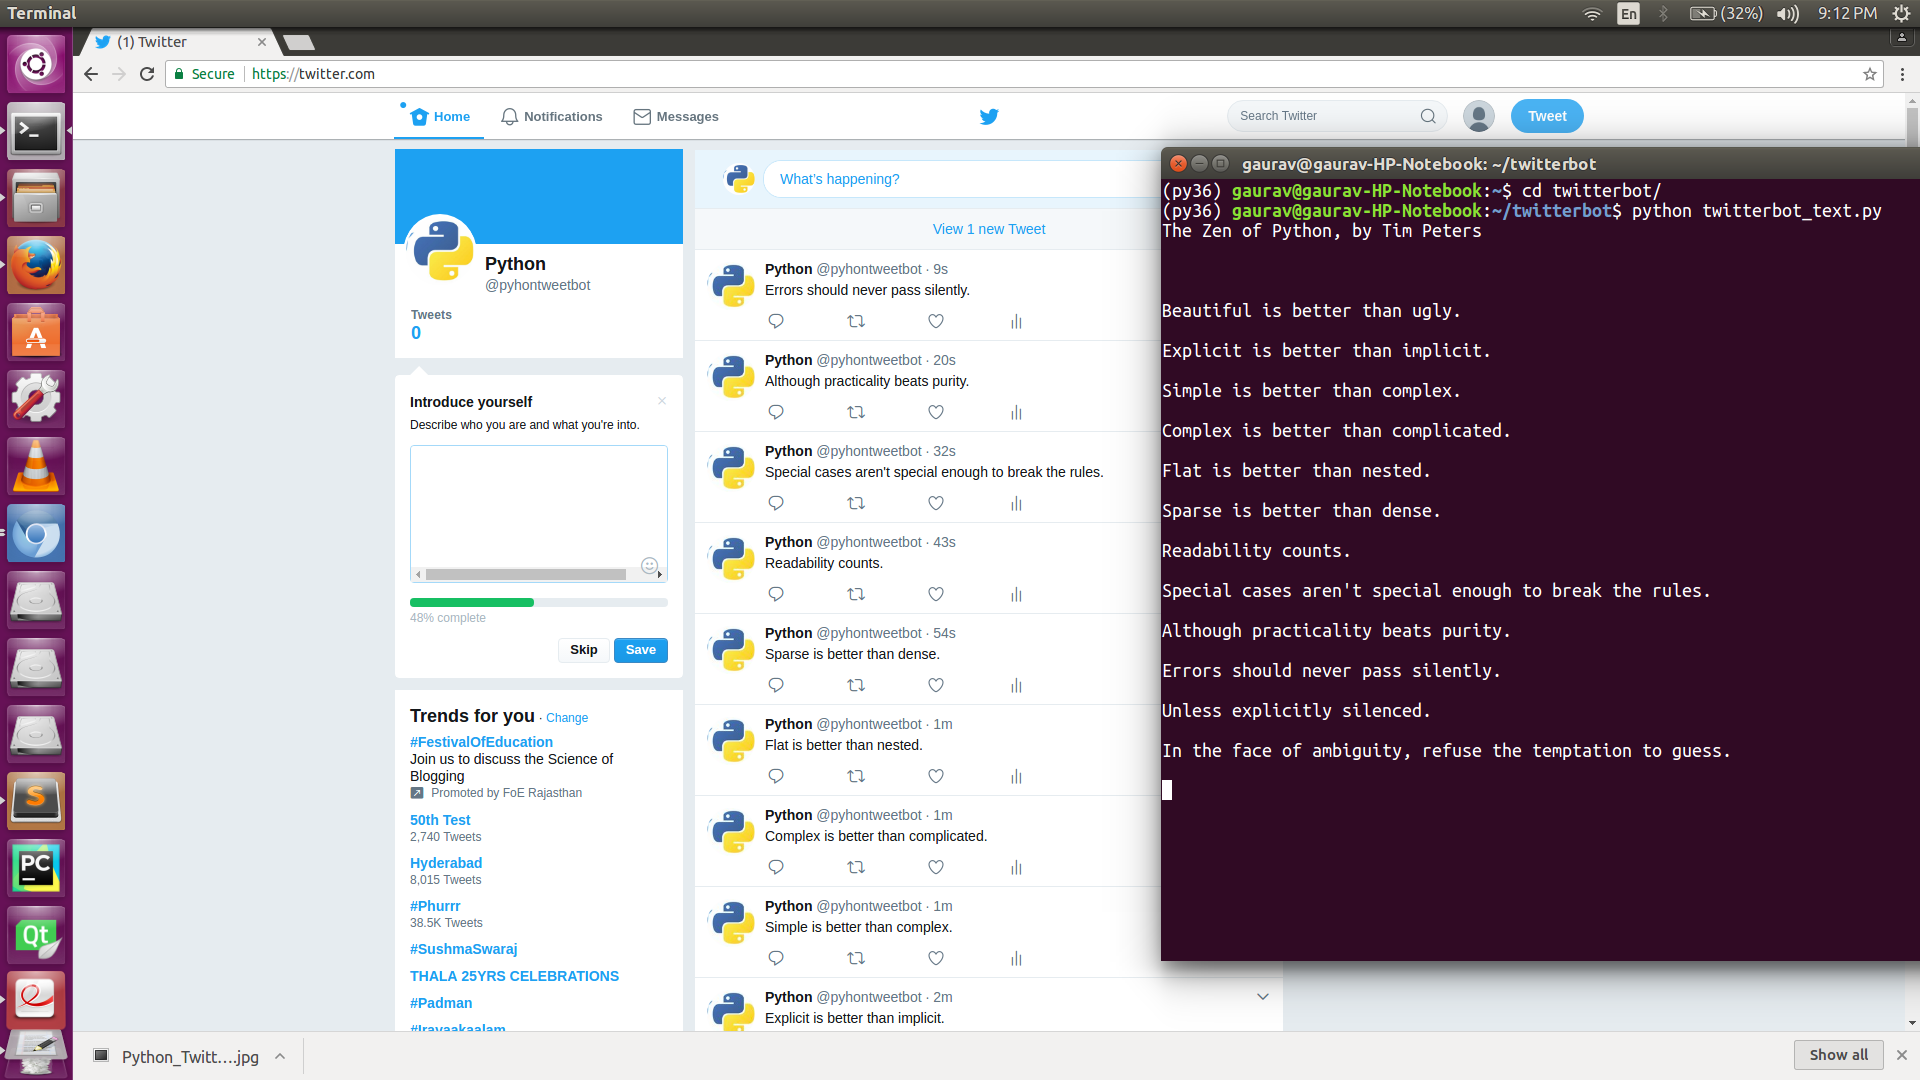 Terminal
En
(32%)
9:12 PM
(1) Twitter
Secure
https://twitter.com
Home
Notifications
Messages
Search Twitter
Tweet
Python
@pyhontweetbot
Tweets
0
Introduce yourself
Describe who you are and what you're into.
48% complete
Skip
Save
Trends for you · Change
#FestivalOfEducation
Join us to discuss the Science of
Blogging
Promoted by FoE Rajasthan
50th Test
2,740 Tweets
Hyderabad
8,015 Tweets
#Phurrr
38.5K Tweets
#SushmaSwaraj
THALA 25YRS CELEBRATIONS
#Padman
#Iravaakaalam
What's happening?
View 1 new Tweet
Python @pyhontweetbot · 9s
Errors should never pass silently.
Python @pyhontweetbot · 20s
Although practicality beats purity.
Python @pyhontweetbot · 32s
Special cases aren't special enough to break the rules.
Python @pyhontweetbot · 43s
Readability counts.
Python @pyhontweetbot · 54s
Sparse is better than dense.
Python @pyhontweetbot · 1m
Flat is better than nested.
Python @pyhontweetbot · 1m
Complex is better than complicated.
Python @pyhontweetbot · 1m
Simple is better than complex.
Python @pyhontweetbot · 2m
Explicit is better than implicit.
gaurav@gaurav-HP-Notebook: ~/twitterbot
(py36) gaurav@gaurav-HP-Notebook:~$ cd twitterbot/
(py36) gaurav@gaurav-HP-Notebook:~/twitterbot$ python twitterbot_text.py
The Zen of Python, by Tim Peters
Beautiful is better than ugly.
Explicit is better than implicit.
Simple is better than complex.
Complex is better than complicated.
Flat is better than nested.
Sparse is better than dense.
Readability counts.
Special cases aren't special enough to break the rules.
Although practicality beats purity.
Errors should never pass silently.
Unless explicitly silenced.
In the face of ambiguity, refuse the temptation to guess.
S
PC
Qt
Python_Twitt....jpg
Show all